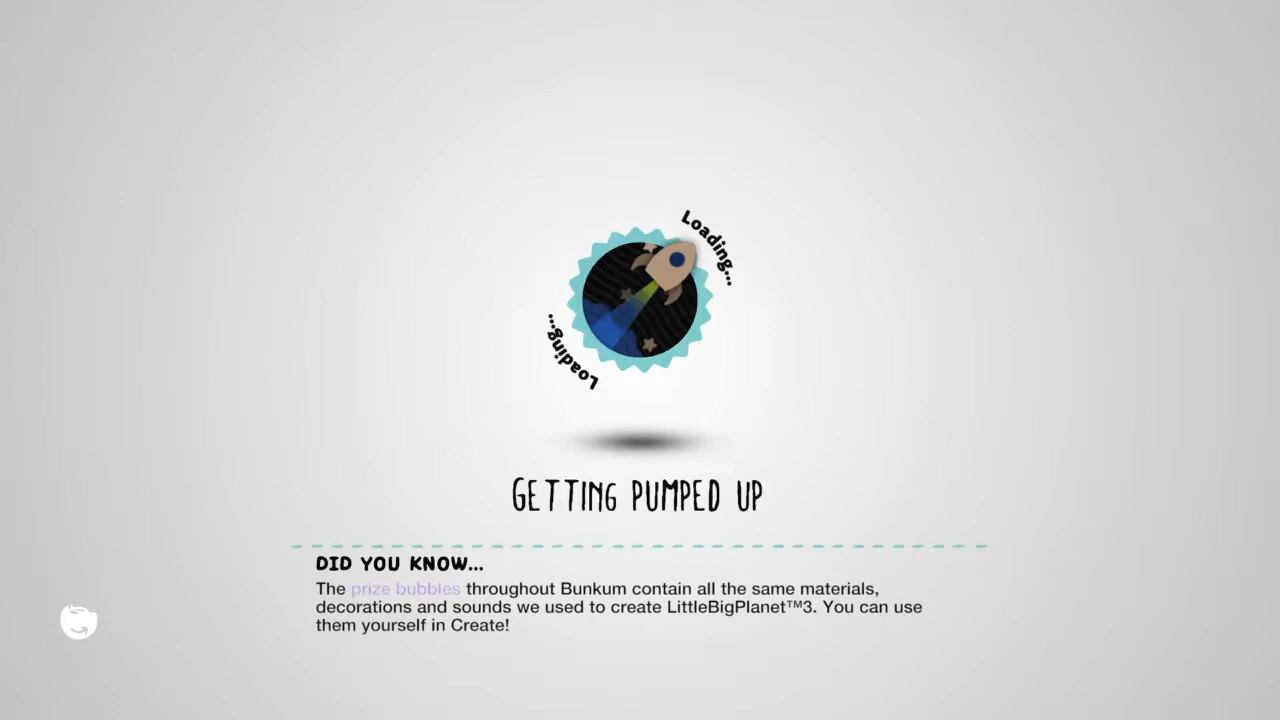 Loading...
Loading...
GETTING PUMPED UP
DID YOU KNOW...
The prize bubbles throughout Bunkum contain all the same materials,
decorations and sounds we used to create LittleBigPlanet™3. You can use
them yourself in Create!